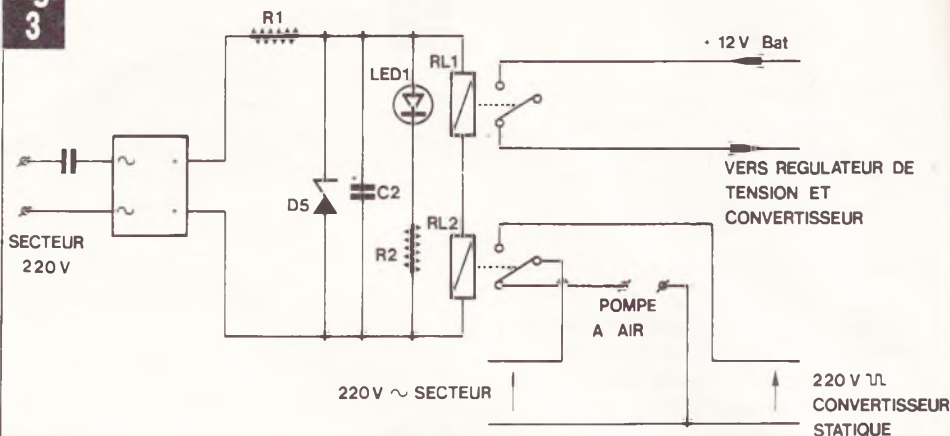 3
R1
+ 12 V Bat
RL1
LED1
C2
D5
R2
RL2
SECTEUR
220 V
VERS REGULATEUR DE
TENSION ET
CONVERTISSEUR
POMPE
A AIR
220 V ~ SECTEUR
220 V
CONVERTISSEUR
STATIQUE